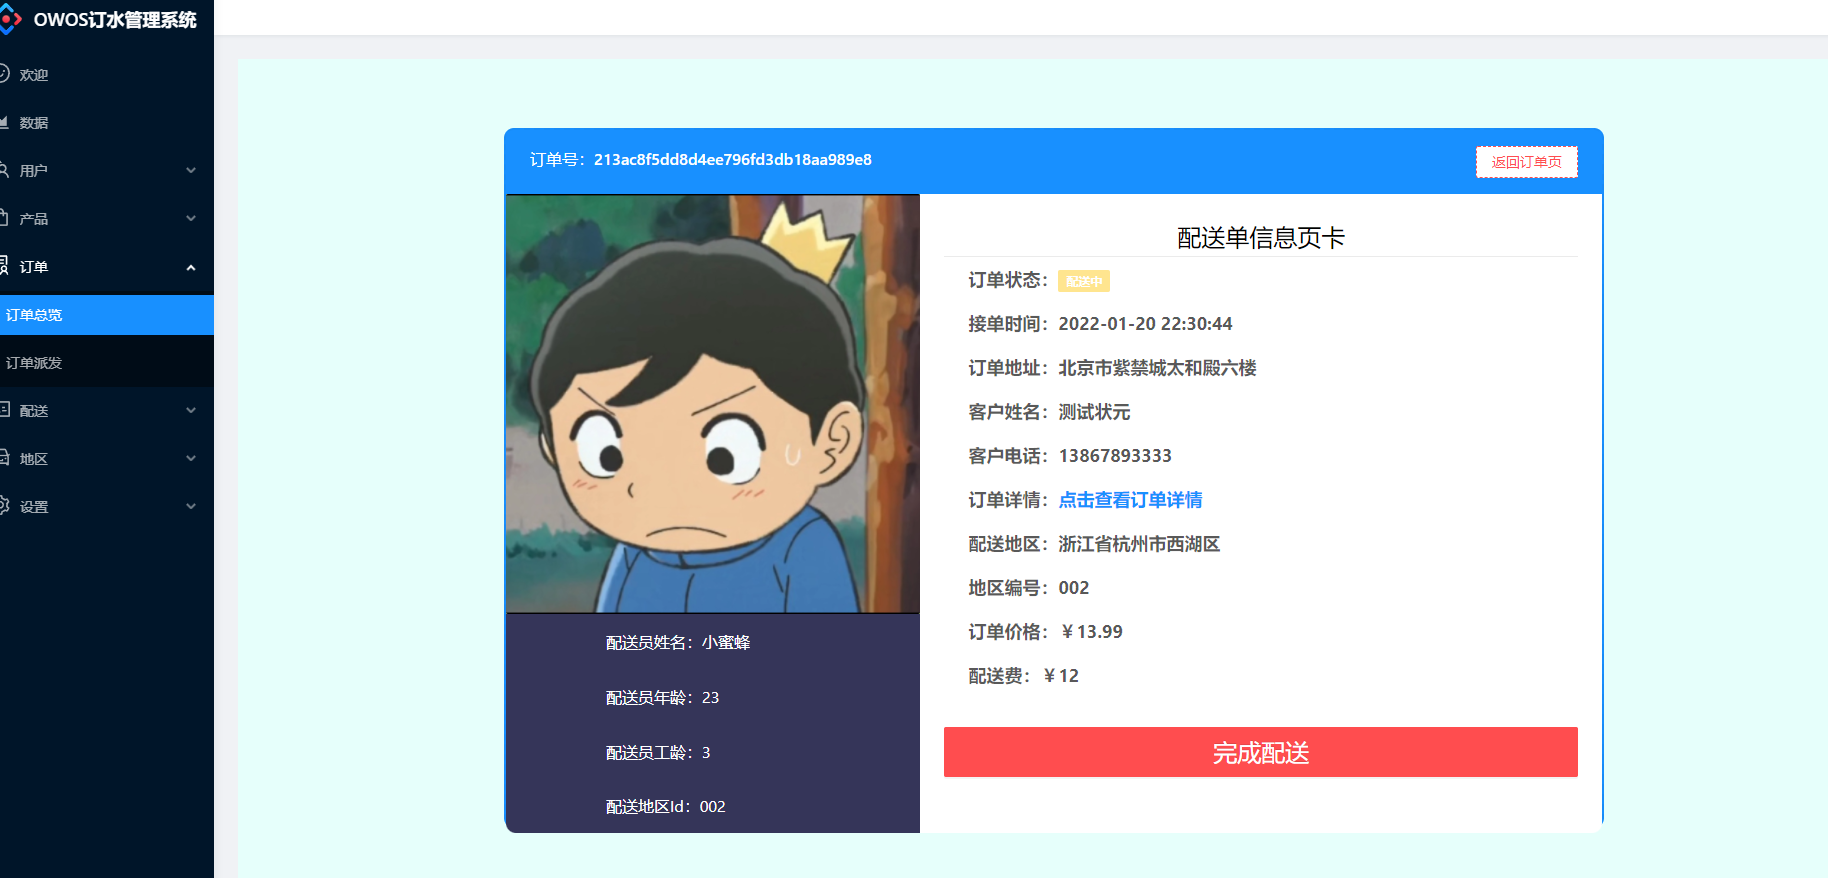 OWOS订水管理系统
欢迎
数据
用户
产品
订单
订单总览
订单派发
配送
地区
设置
订单号：213ac8f5dd8d4ee796fd3db18aa989e8
返回订单页
配送员姓名：小蜜蜂
配送员年龄：23
配送员工龄：3
配送地区Id：002
配送单信息页卡
订单状态：配送中
接单时间：2022-01-20 22:30:44
订单地址：北京市紫禁城太和殿六楼
客户姓名：测试状元
客户电话：13867893333
订单详情：点击查看订单详情
配送地区：浙江省杭州市西湖区
地区编号：002
订单价格：￥13.99
配送费：￥12
完成配送